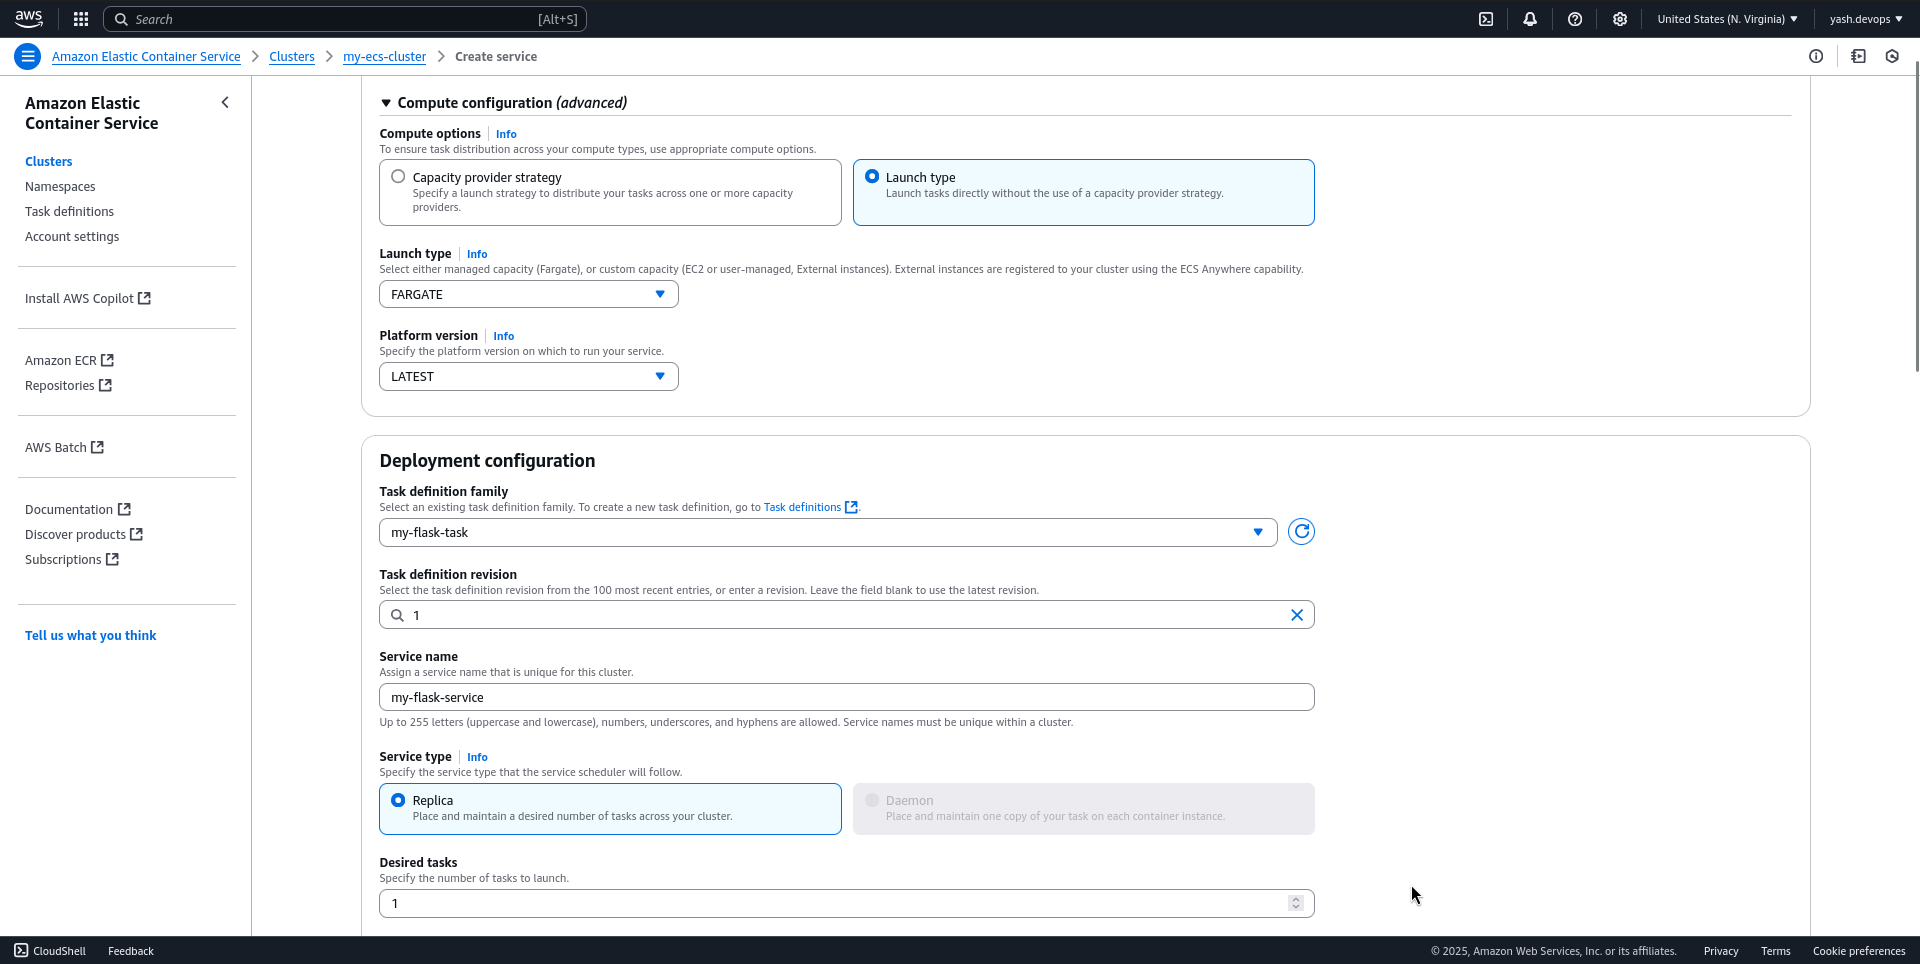 aws
Search [Alt+S]
United States (N. Virginia)
yash.devops
Amazon Elastic Container Service
Clusters
my-ecs-cluster
Create service
Amazon Elastic
Container Service
Clusters
Namespaces
Task definitions
Account settings
Install AWS Copilot
Amazon ECR
Repositories
AWS Batch
Documentation
Discover products
Subscriptions
Tell us what you think
Compute configuration (advanced)
Compute options Info
To ensure task distribution across your compute types, use appropriate compute options.
Capacity provider strategy
Specify a launch strategy to distribute your tasks across one or more capacity
providers.
Launch type
Launch tasks directly without the use of a capacity provider strategy.
Launch type Info
Select either managed capacity (Fargate), or custom capacity (EC2 or user-managed, External instances). External instances are registered to your cluster using the ECS Anywhere capability.
FARGATE
Platform version Info
Specify the platform version on which to run your service.
LATEST
Deployment configuration
Task definition family
Select an existing task definition family. To create a new task definition, go to Task definitions .
my-flask-task
Task definition revision
Select the task definition revision from the 100 most recent entries, or enter a revision. Leave the field blank to use the latest revision.
1
Service name
Assign a service name that is unique for this cluster.
my-flask-service
Up to 255 letters (uppercase and lowercase), numbers, underscores, and hyphens are allowed. Service names must be unique within a cluster.
Service type Info
Specify the service type that the service scheduler will follow.
Replica
Place and maintain a desired number of tasks across your cluster.
Daemon
Place and maintain one copy of your task on each container instance.
Desired tasks
Specify the number of tasks to launch.
1
CloudShell
Feedback
© 2025, Amazon Web Services, Inc. or its affiliates.
Privacy
Terms
Cookie preferences